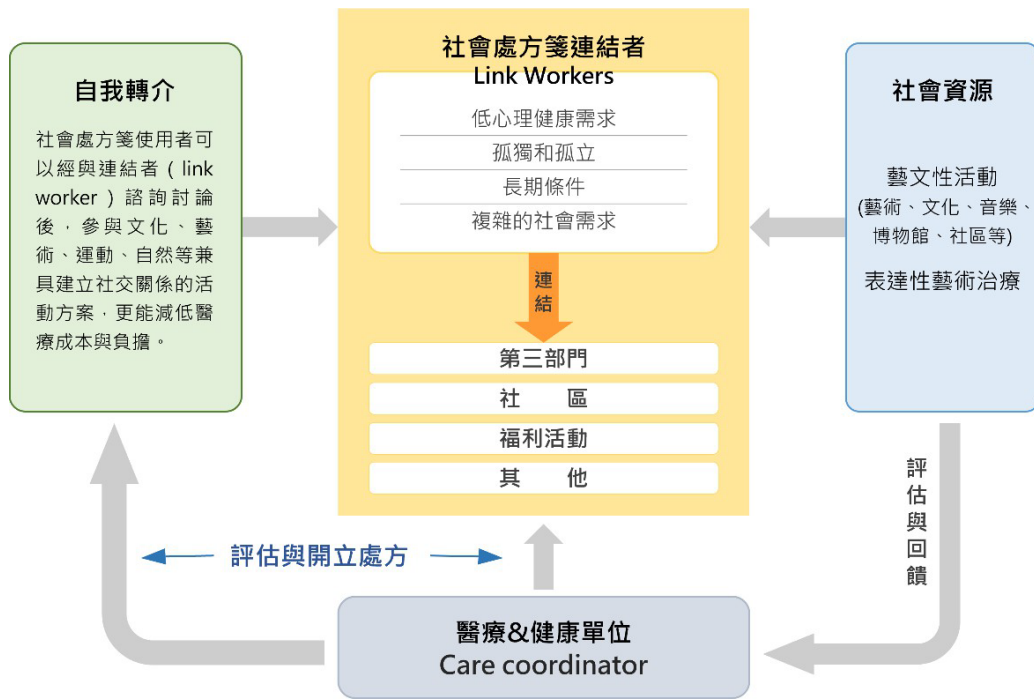 自我轉介
社會處方箋使用者可
以經與連結者（link
worker）諮詢討論
後，參與文化、藝
術、運動、自然等兼
具建立社交關係的活
動方案，更能減低醫
療成本與負擔。
社會處方箋連結者
Link Workers
低心理健康需求
孤獨和孤立
長期條件
複雜的社會需求
連結
第三部門
社　　區
福利活動
其　　他
社會資源
藝文性活動
(藝術、文化、音樂、
博物館、社區等)
表達性藝術治療
評估與回饋
評估與開立處方
醫療&健康單位
Care coordinator